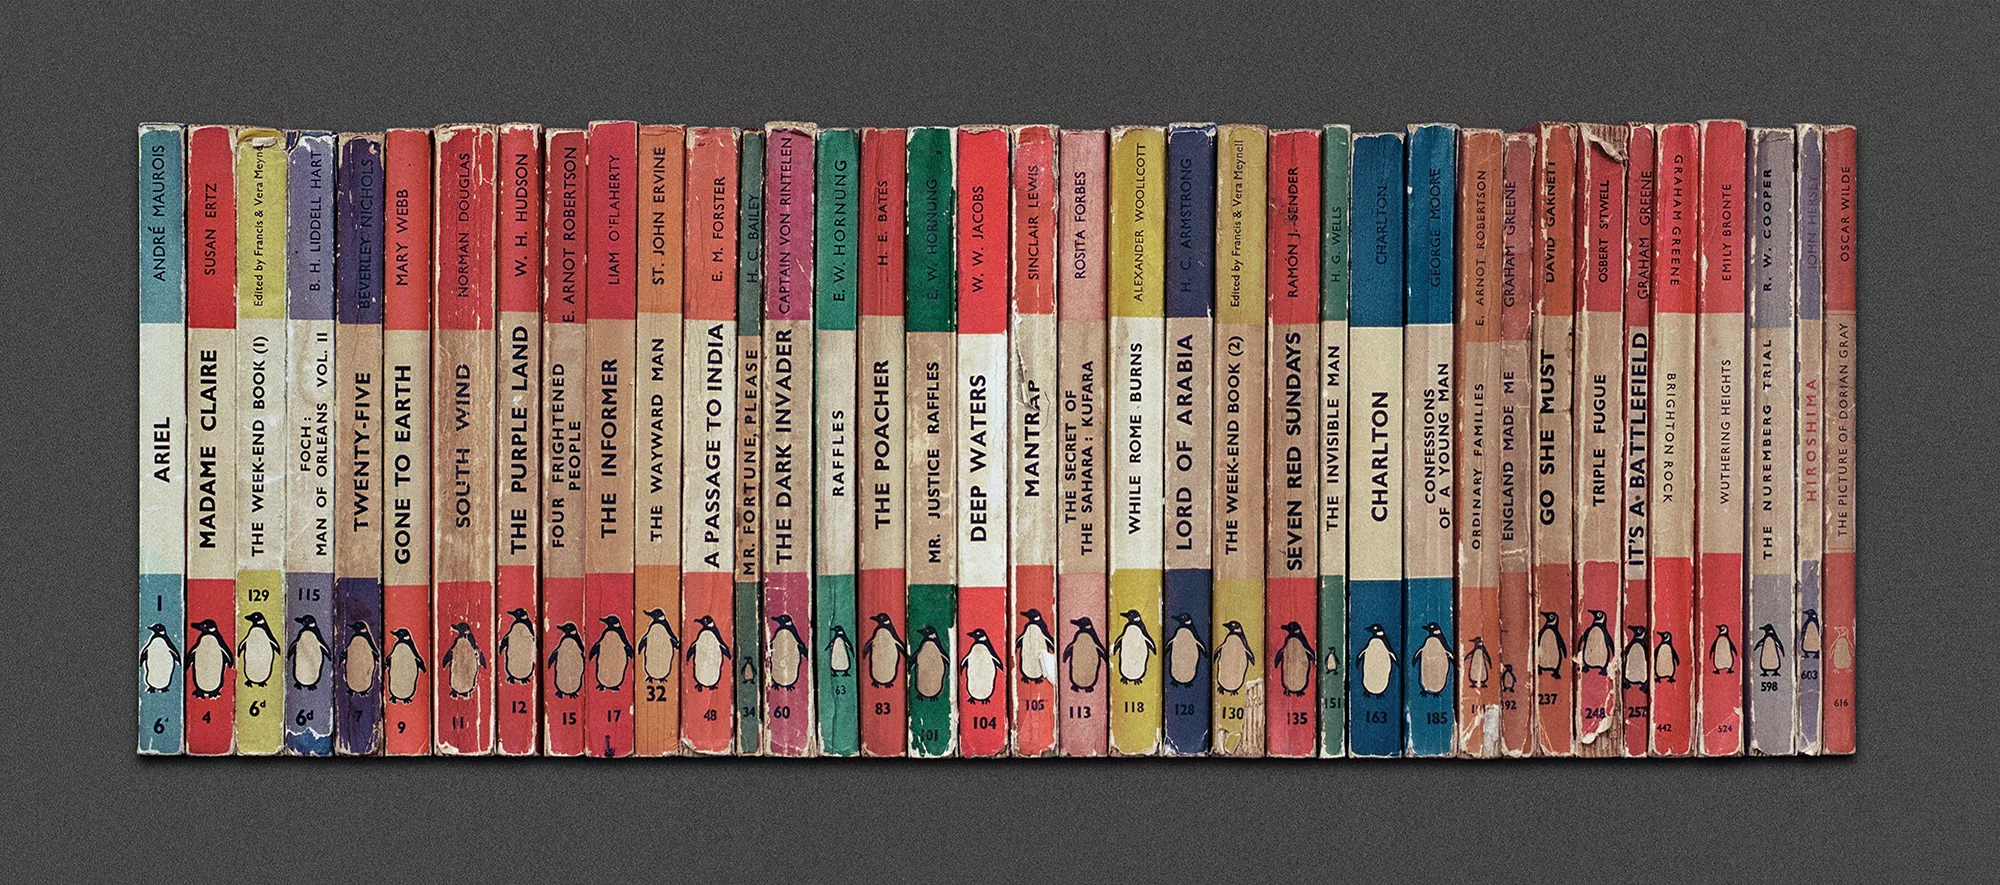 ANDRÉ MAUROIS
ARIEL
1
6ᵈ
SUSAN ERTZ
MADAME CLAIRE
4
Edited by Francis & Vera Meynell
THE WEEK-END BOOK (1)
129
6ᵈ
B. H. LIDDELL HART
FOCH:
MAN OF ORLEANS VOL. II
115
6d
BEVERLEY NICHOLS
TWENTY-FIVE
7
MARY WEBB
GONE TO EARTH
9
NORMAN DOUGLAS
SOUTH WIND
11
W. H. HUDSON
THE PURPLE LAND
12
E. ARNOT ROBERTSON
FOUR FRIGHTENED
PEOPLE
15
LIAM O'FLAHERTY
THE INFORMER
17
ST. JOHN ERVINE
THE WAYWARD MAN
32
E. M. FORSTER
A PASSAGE TO INDIA
48
H. C. BAILEY
MR. FORTUNE, PLEASE
34
CAPTAIN VON RINTELEN
THE DARK INVADER
60
E. W. HORNUNG
RAFFLES
63
H. E. BATES
THE POACHER
83
E. W. HORNUNG
MR. JUSTICE RAFFLES
101
W. W. JACOBS
DEEP WATERS
104
SINCLAIR LEWIS
MANTRAP
105
ROSITA FORBES
THE SECRET OF
THE SAHARA: KUFARA
113
ALEXANDER WOOLLCOTT
WHILE ROME BURNS
118
H. C. ARMSTRONG
LORD OF ARABIA
128
Edited by Francis & Vera Meynell
THE WEEK-END BOOK (2)
130
RAMÓN J. SENDER
SEVEN RED SUNDAYS
135
H. G. WELLS
THE INVISIBLE MAN
151
CHARLTON
CHARLTON
163
GEORGE MOORE
CONFESSIONS
OF A YOUNG MAN
185
E. ARNOT ROBERTSON
ORDINARY FAMILIES
GRAHAM GREENE
ENGLAND MADE ME
192
DAVID GARNETT
GO SHE MUST
237
OSBERT SITWELL
TRIPLE FUGUE
248
GRAHAM GREENE
IT'S A BATTLEFIELD
257
GRAHAM GREENE
BRIGHTON ROCK
442
EMILY BRONTE
WUTHERING HEIGHTS
524
R. W. COOPER
THE NUREMBERG TRIAL
598
JOHN HERSEY
HIROSHIMA
603
OSCAR WILDE
THE PICTURE OF DORIAN GRAY
616